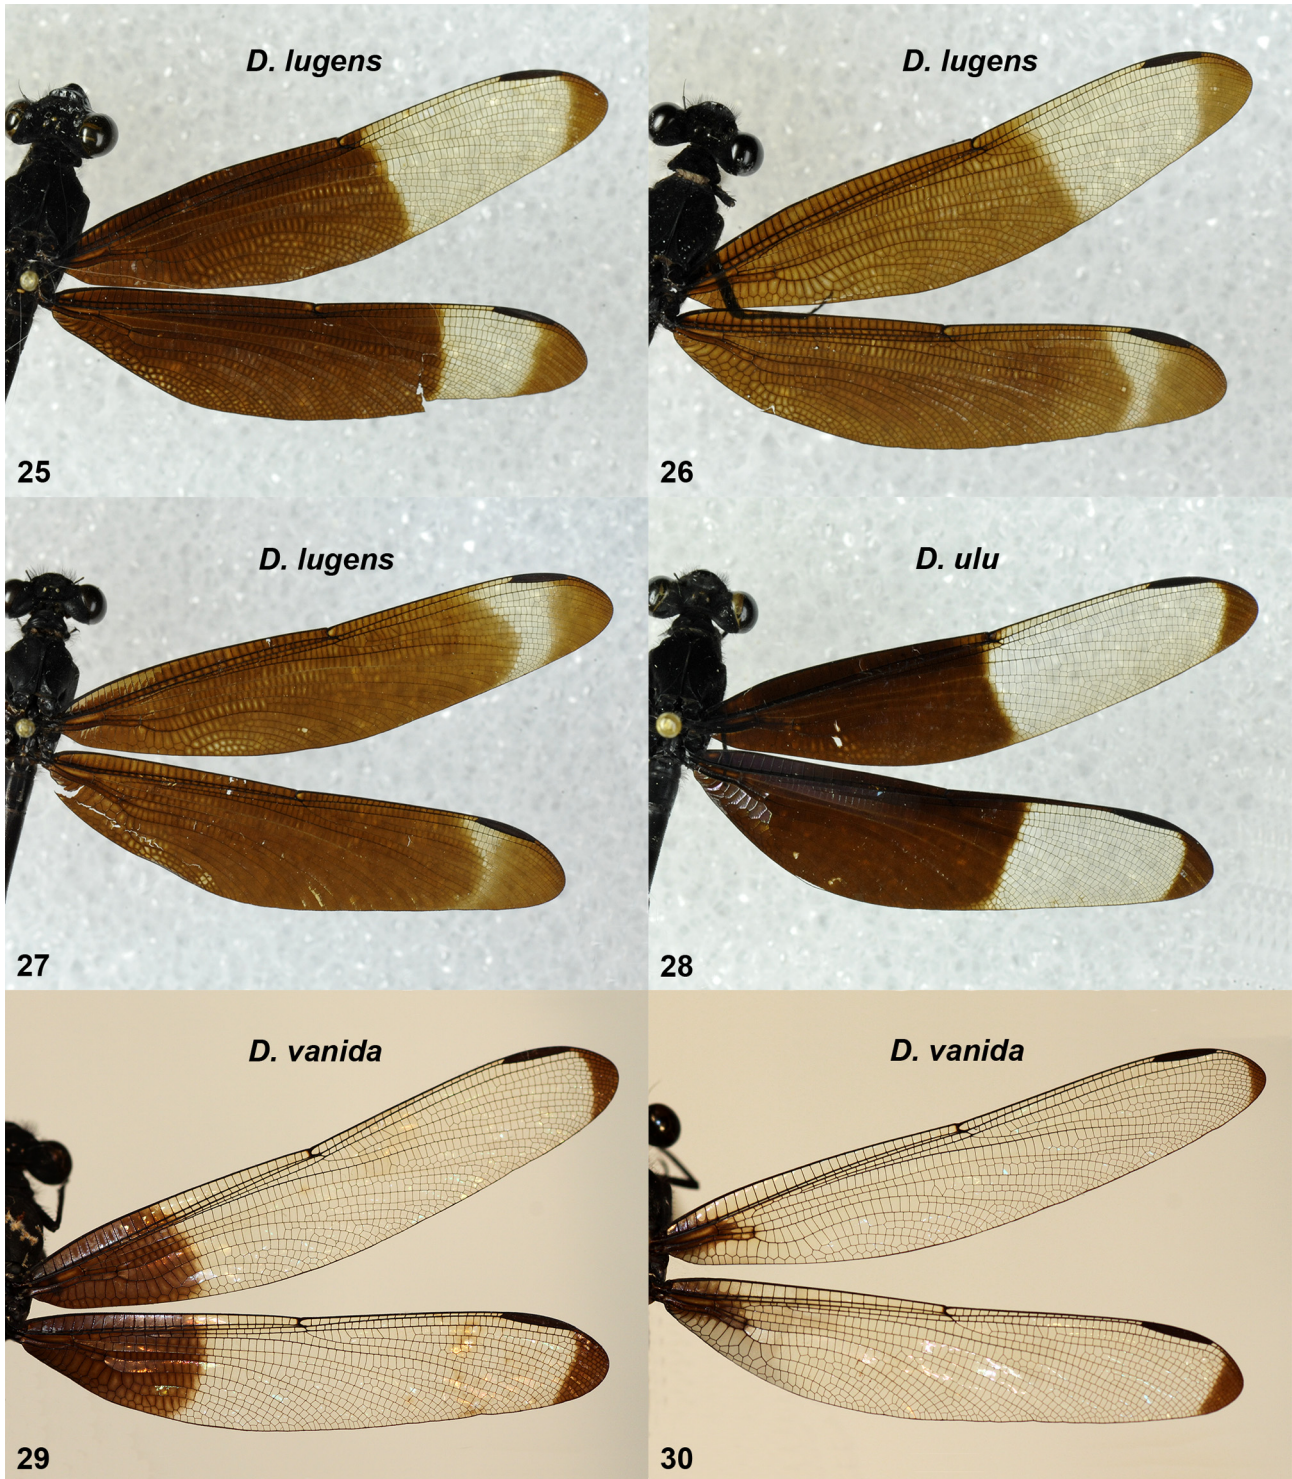 D. lugens
D. lugens
25
26
D. lugens
D. ulu
27
28
D. vanida
D. vanida
29
30